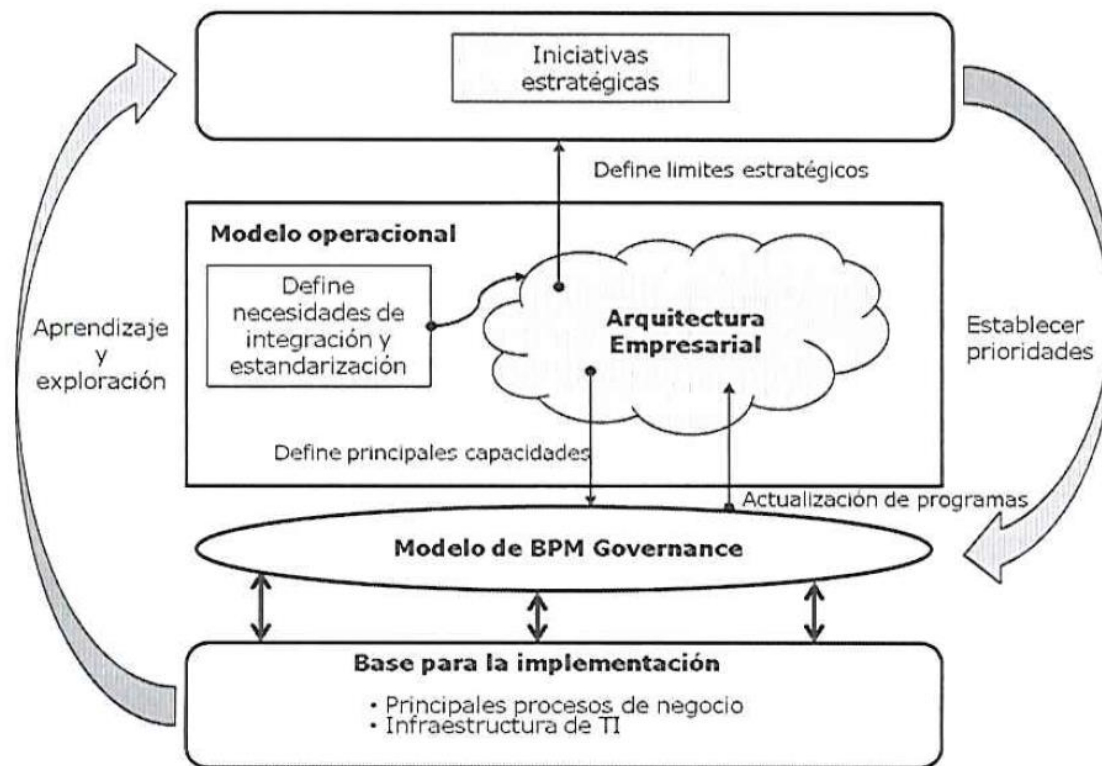 Iniciativas
estratégicas
Define limites estratégicos
Modelo operacional
Define
necesidades de
integración y
estandarización
Arquitectura
Empresarial
Aprendizaje
y
exploración
Establecer
prioridades
Define principales capacidades
Actualización de programas
Modelo de BPM Governance
Base para la implementación
• Principales procesos de negocio
• Infraestructura de TI